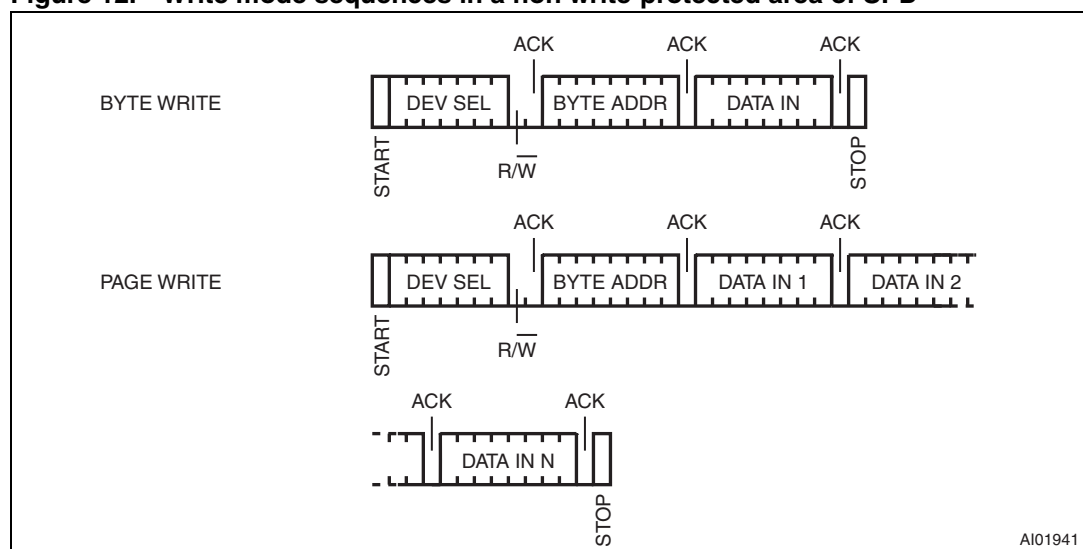 Figure 12. Write mode sequences in a non write-protected area of SPD
ACK ACK ACK
BYTE WRITE DEV SEL BYTE ADDR DATA IN
START R/W STOP
ACK ACK ACK
PAGE WRITE DEV SEL BYTE ADDR DATA IN 1 DATA IN 2
START R/W
ACK ACK
DATA IN N
STOP
AI01941